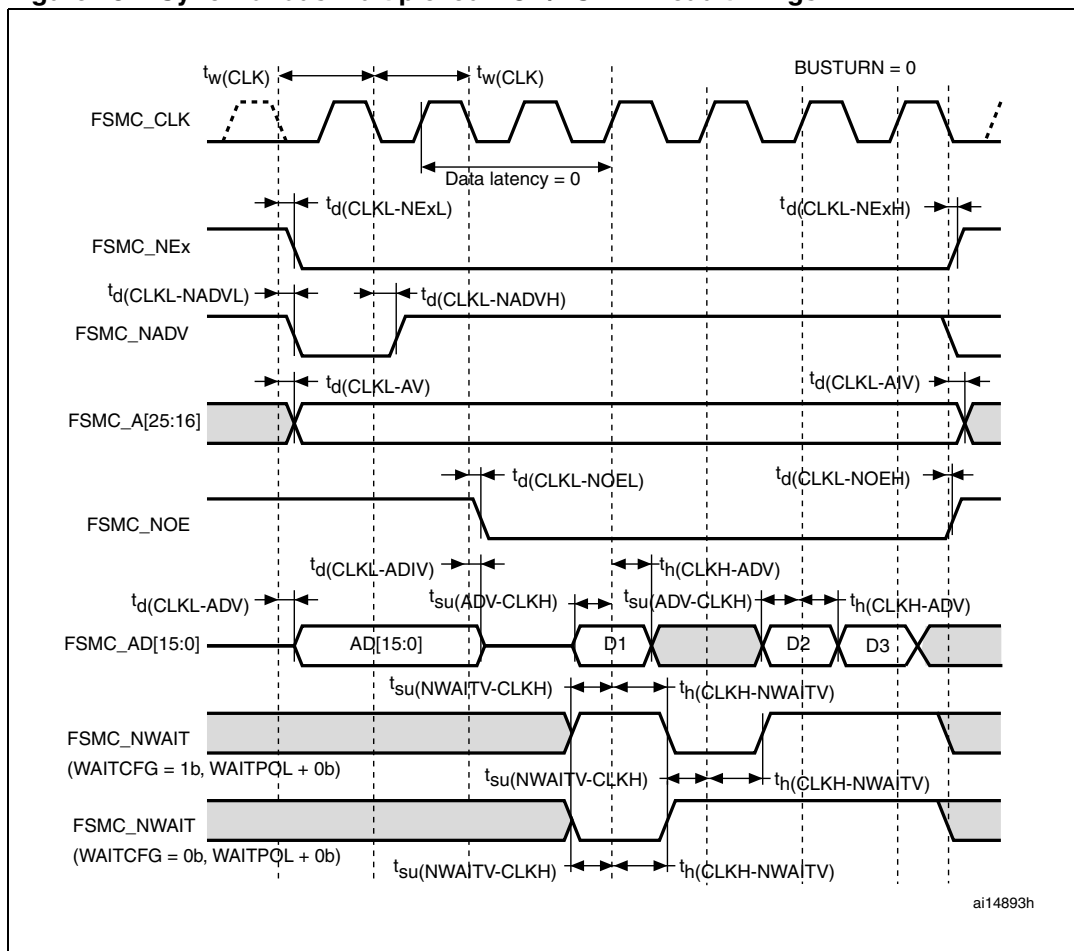 BUSTURN = 0
tw(CLK)
tw(CLK)
FSMC_CLK
Data latency = 0
td(CLKL-NExL)
td(CLKL-NExH)
FSMC_NEx
td(CLKL-NADVL)
td(CLKL-NADVH)
FSMC_NADV
td(CLKL-AV)
td(CLKL-AIV)
FSMC_A[25:16]
td(CLKL-NOEL)
td(CLKL-NOEH)
FSMC_NOE
td(CLKL-ADIV)
th(CLKH-ADV)
td(CLKL-ADV)
tsu(ADV-CLKH)
tsu(ADV-CLKH)
th(CLKH-ADV)
FSMC_AD[15:0]
AD[15:0]
D1
D2
D3
tsu(NWAITV-CLKH)
th(CLKH-NWAITV)
FSMC_NWAIT
(WAITCFG = 1b, WAITPOL + 0b)
tsu(NWAITV-CLKH)
th(CLKH-NWAITV)
FSMC_NWAIT
(WAITCFG = 0b, WAITPOL + 0b)
tsu(NWAITV-CLKH)
th(CLKH-NWAITV)
ai14893h